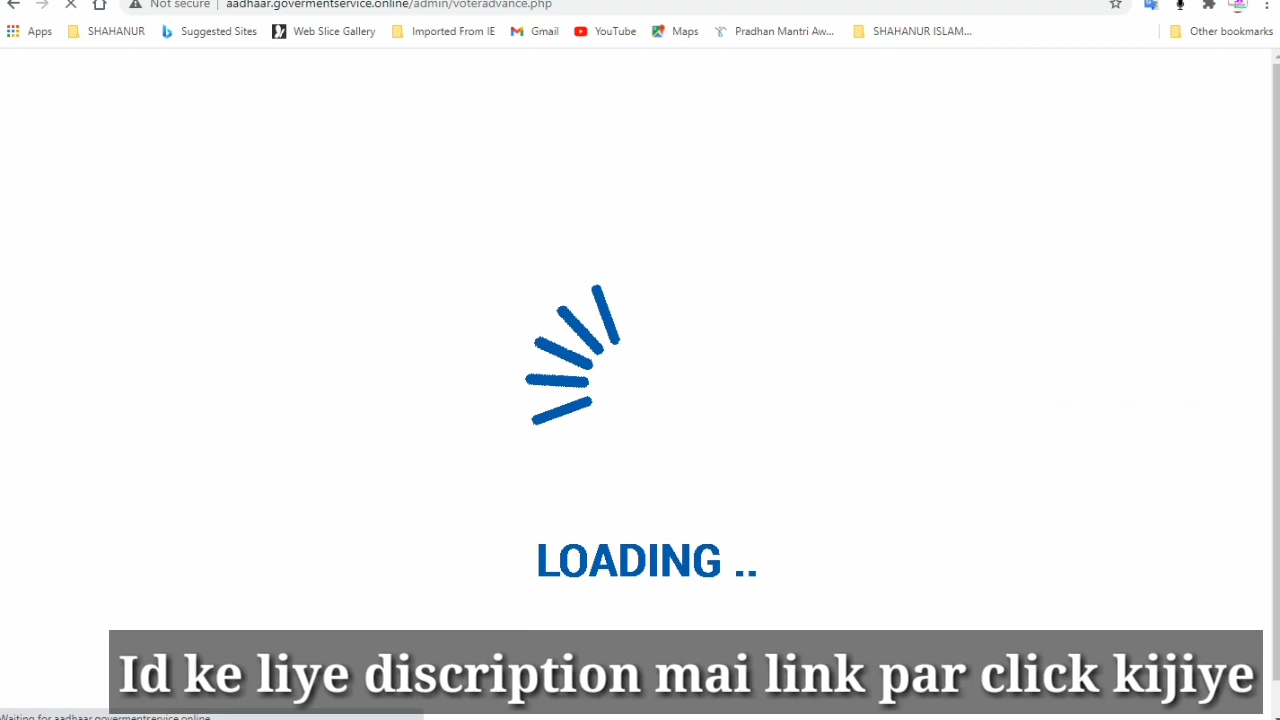 Not secure aadhaar.govermentservice.online/admin/voteradvance.php
Apps SHAHANUR Suggested Sites Web Slice Gallery Imported From IE Gmail YouTube Maps Pradhan Mantri Aw... SHAHANUR ISLAM... Other bookmarks
LOADING ..
Id ke liye discription mai link par click kijiye
Waiting for aadhaar.govermentservice.online